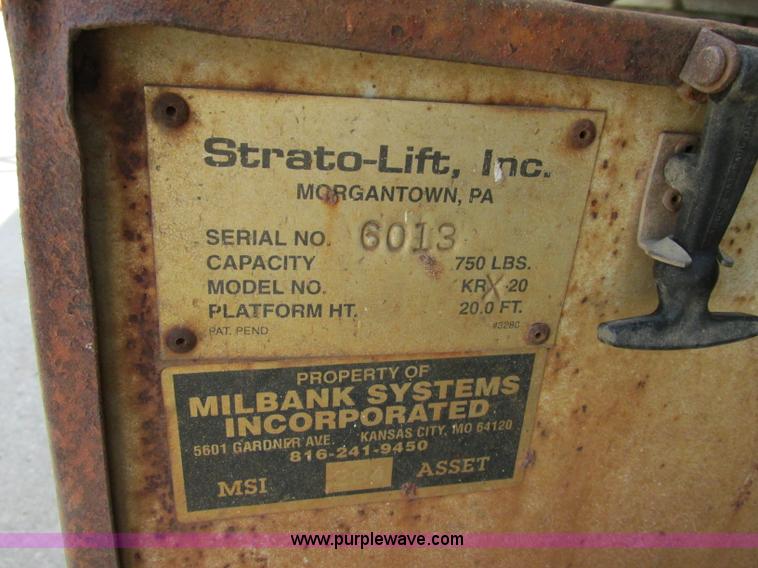 Strato-Lift, Inc.
MORGANTOWN, PA
SERIAL NO. 6013
CAPACITY 750 LBS.
MODEL NO. KRX-20
PLATFORM HT. 20.0 FT.
PAT. PEND #3280
PROPERTY OF
MILBANK SYSTEMS
INCORPORATED
5601 GARDNER AVE. KANSAS CITY, MO 64120
816-241-9450
MSI ASSET
www.purplewave.com